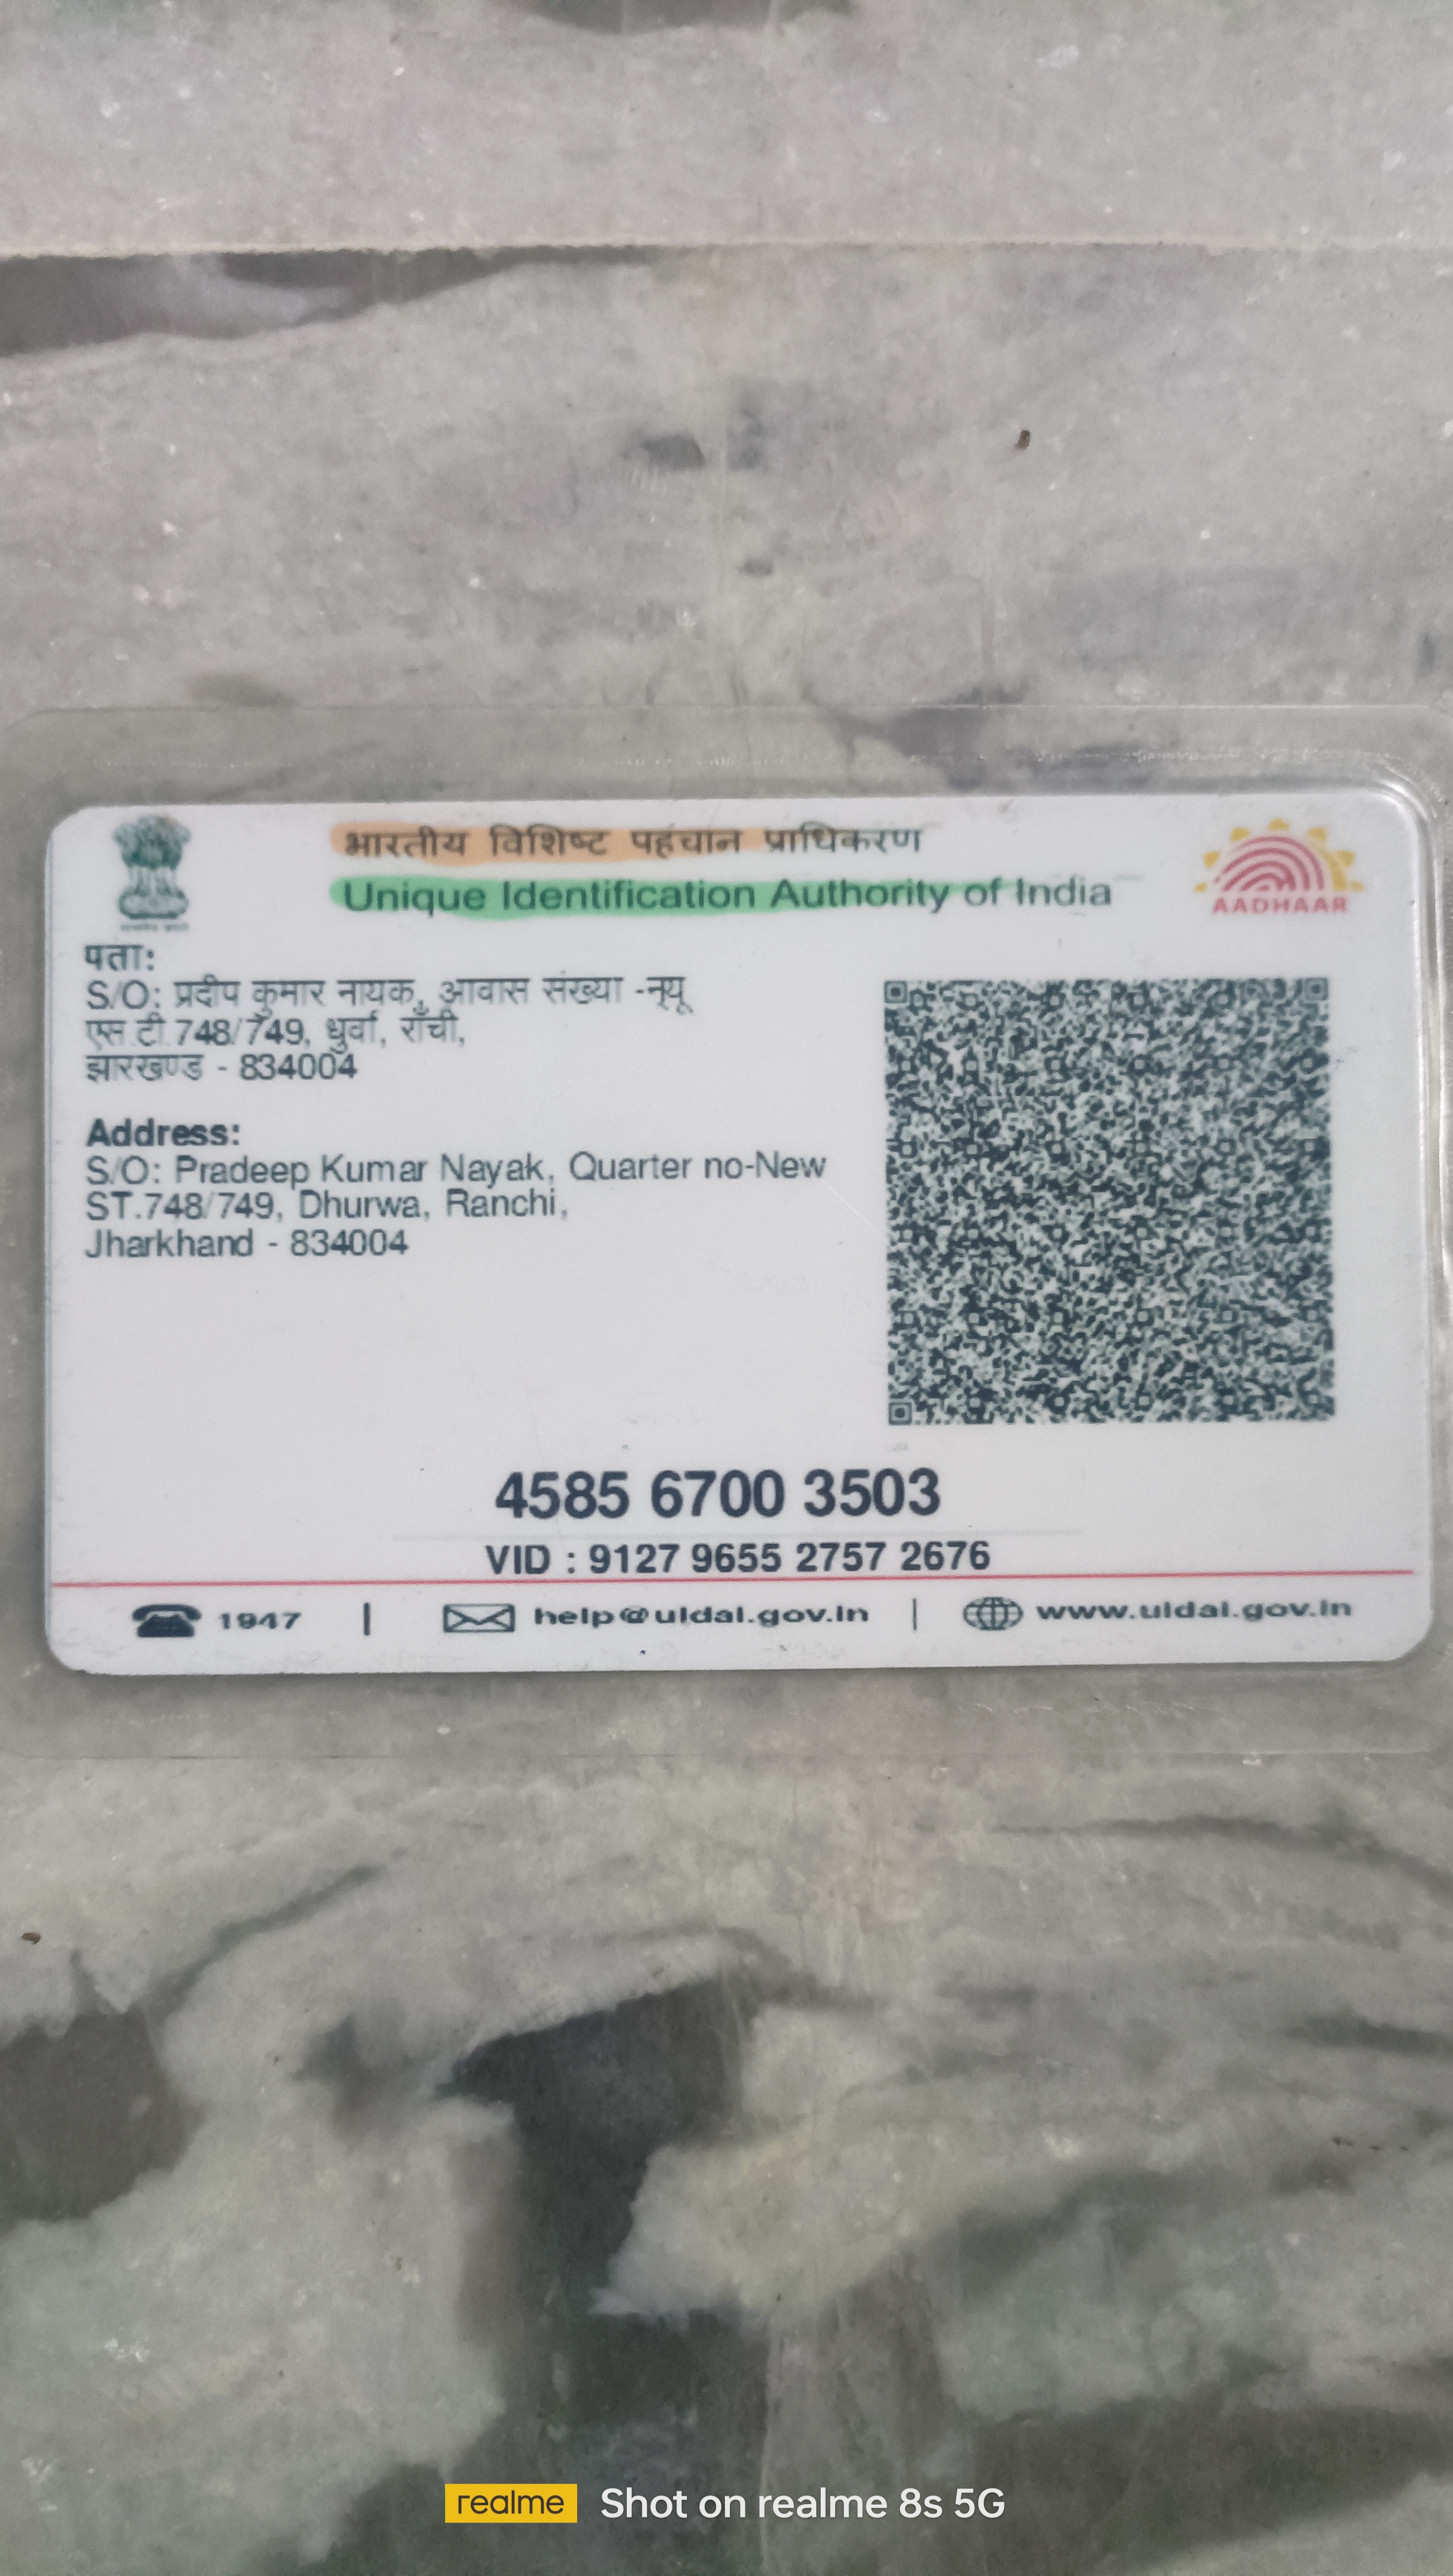 भारतीय विशिष्ट पहचान प्राधिकरण
Unique Identification Authority of India
AADHAAR
पता:
S/O: प्रदीप कुमार नायक, आवास संख्या -न्यू
एस.टी.748/749, धुर्वा, राँची,
झारखण्ड - 834004
Address:
S/O: Pradeep Kumar Nayak, Quarter no-New
ST.748/749, Dhurwa, Ranchi,
Jharkhand - 834004
4585 6700 3503
VID : 9127 9655 2757 2676
1947 | help@uidai.gov.in | www.uidai.gov.in
realme Shot on realme 8s 5G